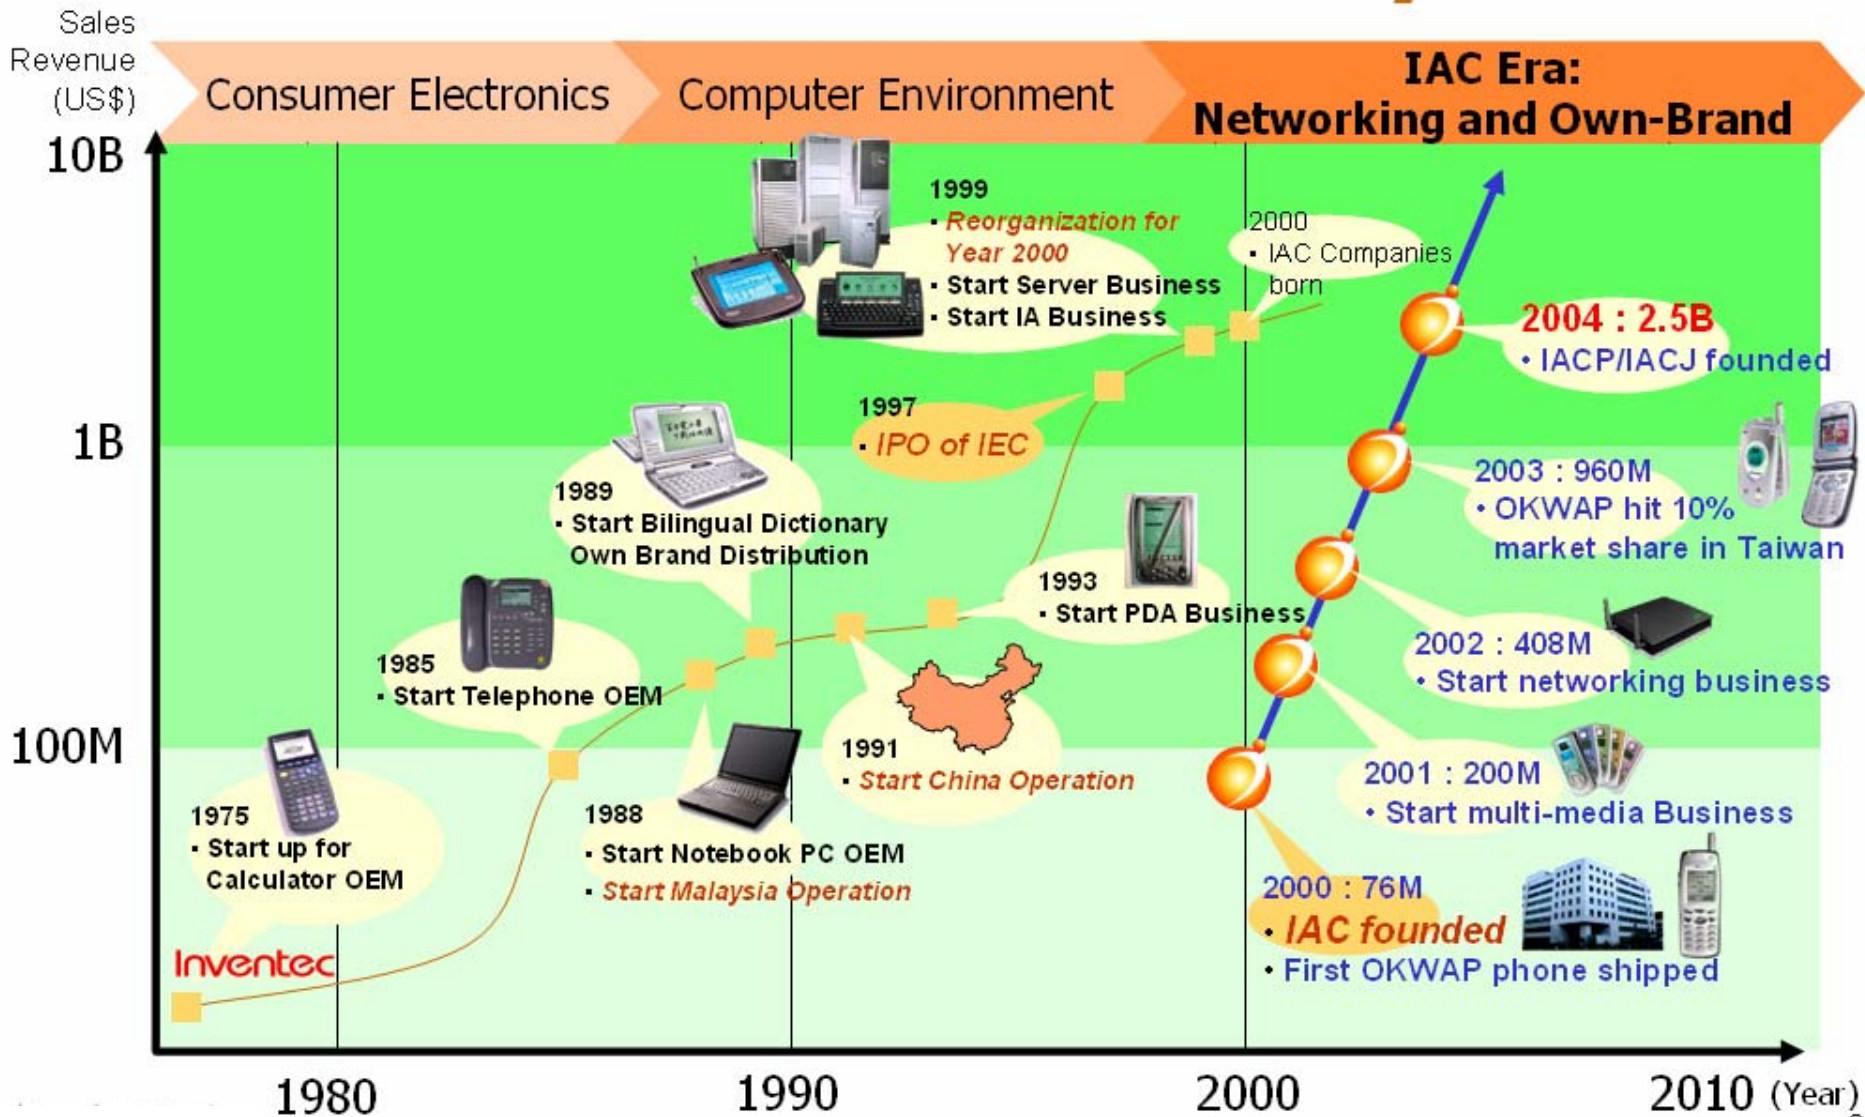 Sales
Revenue
(US$)
Consumer Electronics
Computer Environment
IAC Era:
Networking and Own-Brand
10B
1B
100M
1999
▪ Reorganization for
Year 2000
▪ Start Server Business
▪ Start IA Business
2000
▪ IAC Companies
born
2004 : 2.5B
• IACP/IACJ founded
1997
▪ IPO of IEC
2003 : 960M
• OKWAP hit 10%
market share in Taiwan
1989
▪ Start Bilingual Dictionary
Own Brand Distribution
1993
▪ Start PDA Business
2002 : 408M
• Start networking business
1985
▪ Start Telephone OEM
1991
▪ Start China Operation
2001 : 200M
• Start multi-media Business
1975
▪ Start up for
Calculator OEM
1988
▪ Start Notebook PC OEM
▪ Start Malaysia Operation
2000 : 76M
• IAC founded
• First OKWAP phone shipped
Inventec
1980
1990
2000
2010 (Year)